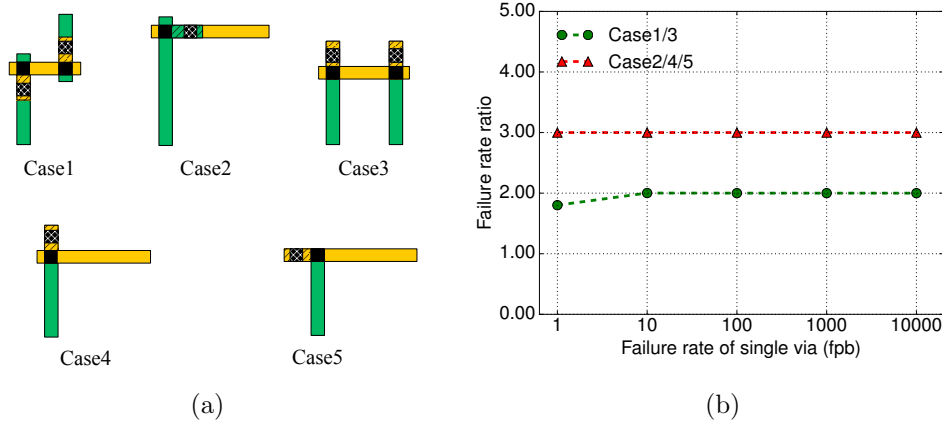 Case1
Case2
Case3
Case4
Case5
(a)
5.00
4.00
3.00
2.00
1.00
0.00
Failure rate ratio
Case1/3
Case2/4/5
1 10 100 1000 10000
Failure rate of single via (fpb)
(b)